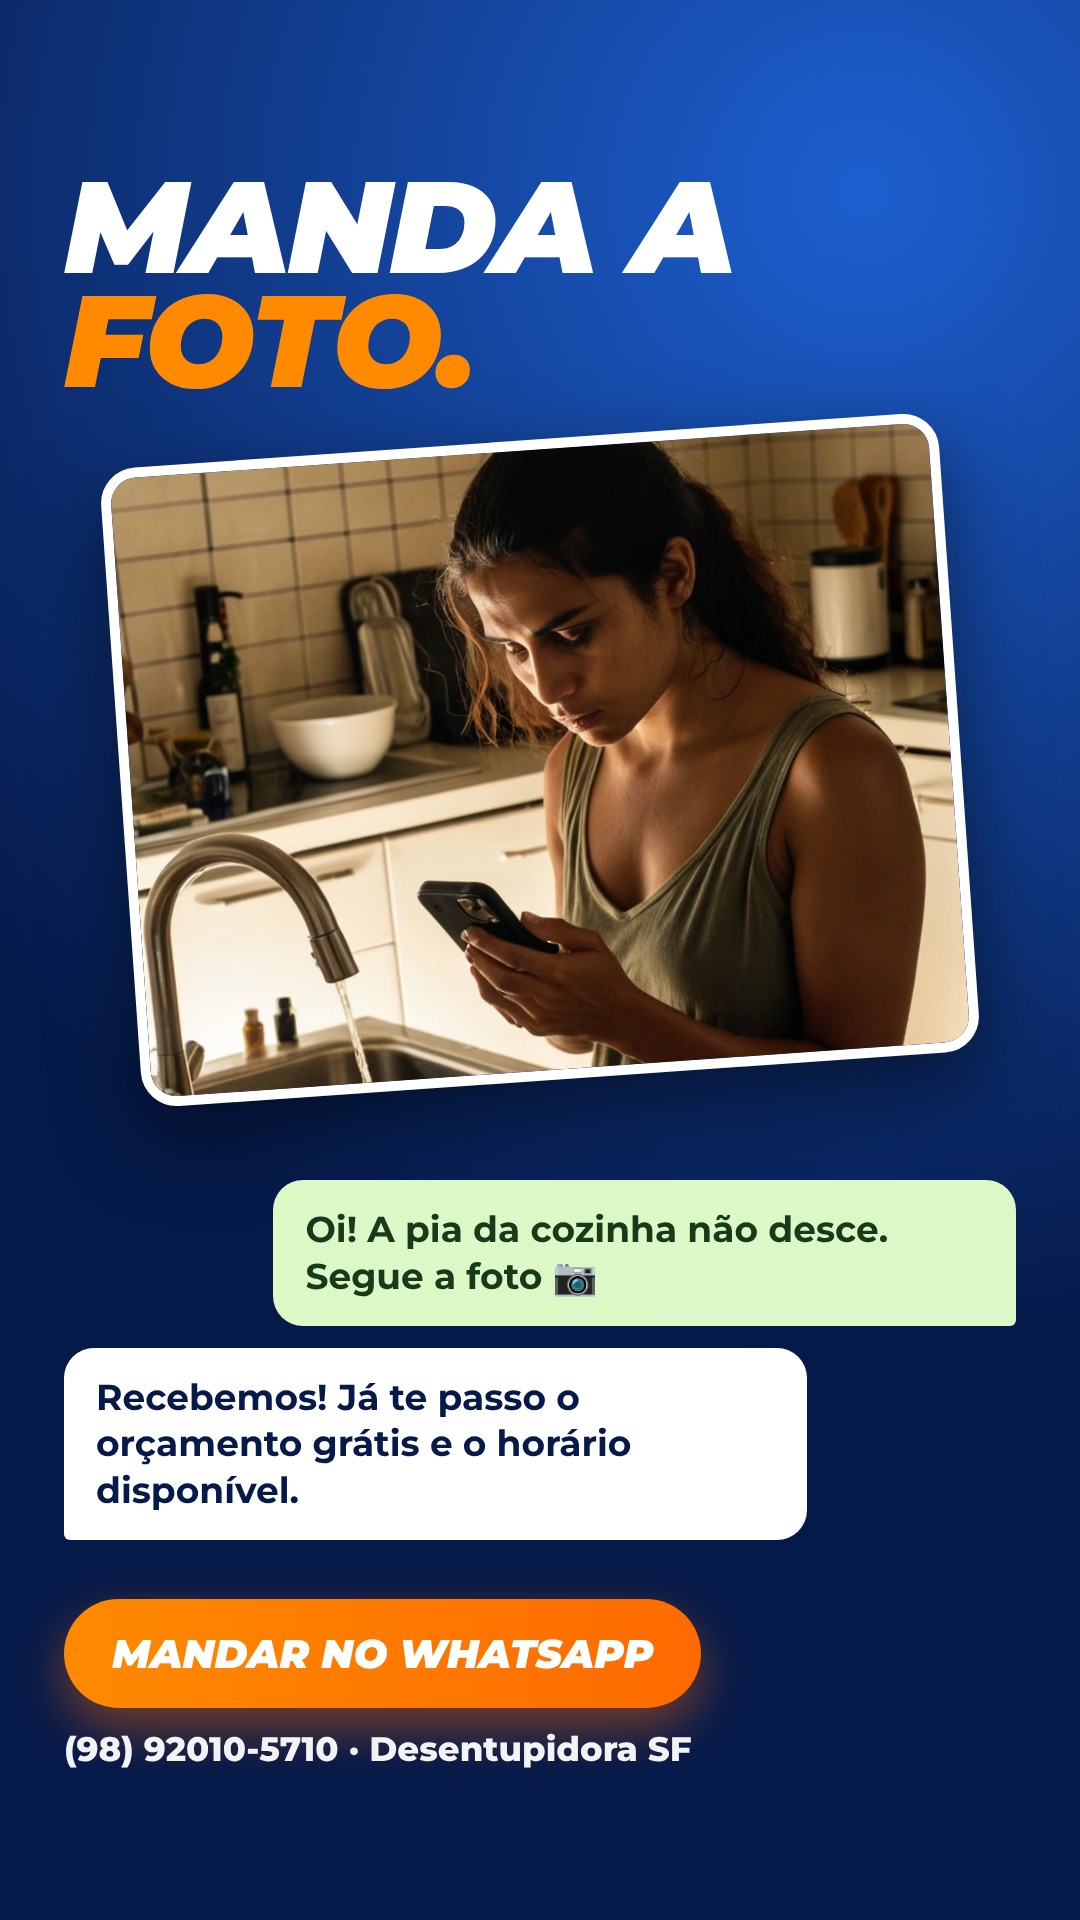 MANDA A
FOTO.
Oi! A pia da cozinha não desce.
Segue a foto 📷
Recebemos! Já te passo o
orçamento grátis e o horário
disponível.
MANDAR NO WHATSAPP
(98) 92010-5710 • Desentupidora SF